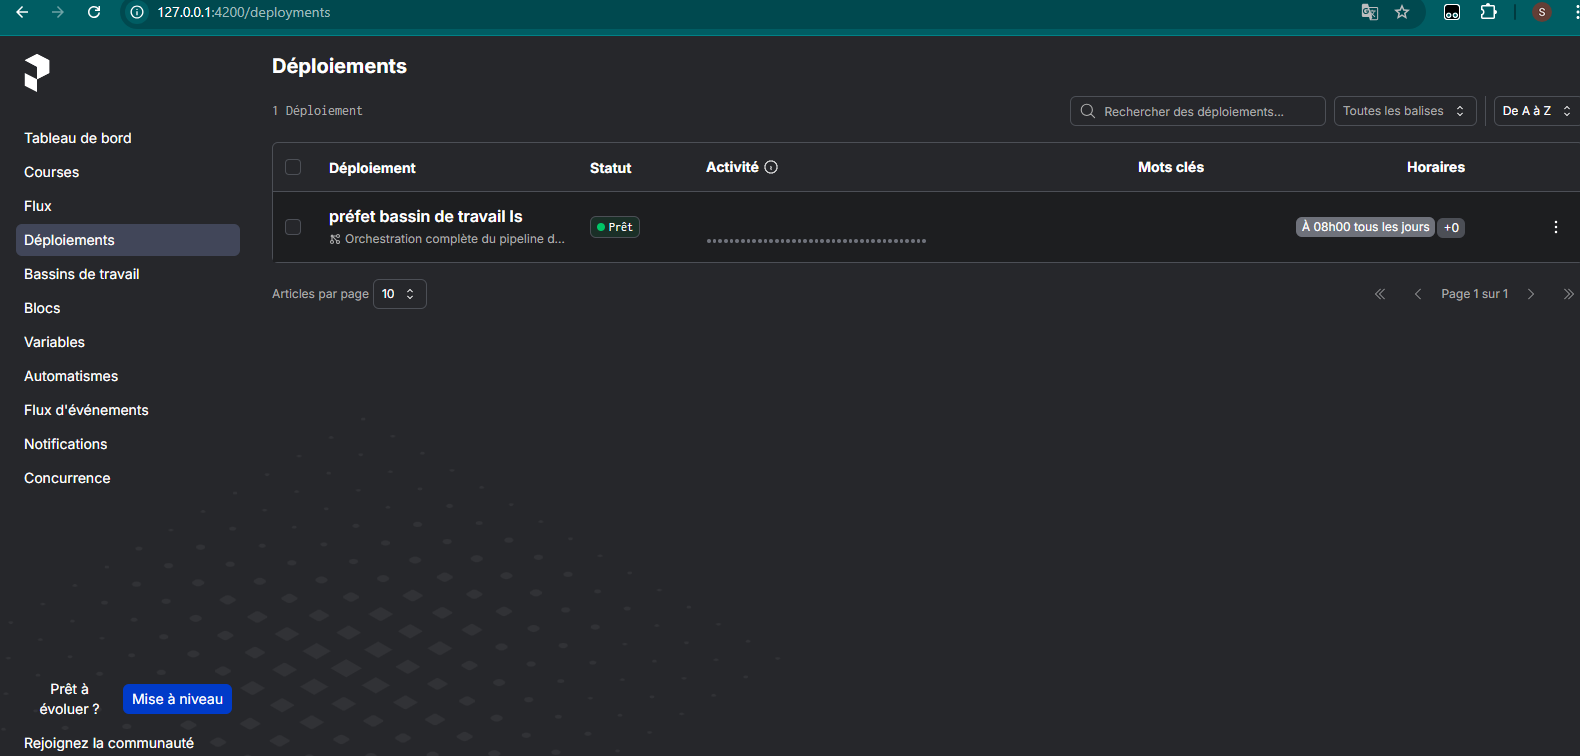 127.0.0.1:4200/deployments
S
Déploiements
1 Déploiement
Rechercher des déploiements...
Toutes les balises
De A à Z
Tableau de bord
Courses
Flux
Déploiements
Bassins de travail
Blocs
Variables
Automatismes
Flux d'événements
Notifications
Concurrence
Déploiement Statut Activité Mots clés Horaires
préfet bassin de travail ls
Orchestration complète du pipeline d...
Prêt
À 08h00 tous les jours +0
Articles par page 10
Page 1 sur 1
Prêt à
évoluer ?
Mise à niveau
Rejoignez la communauté